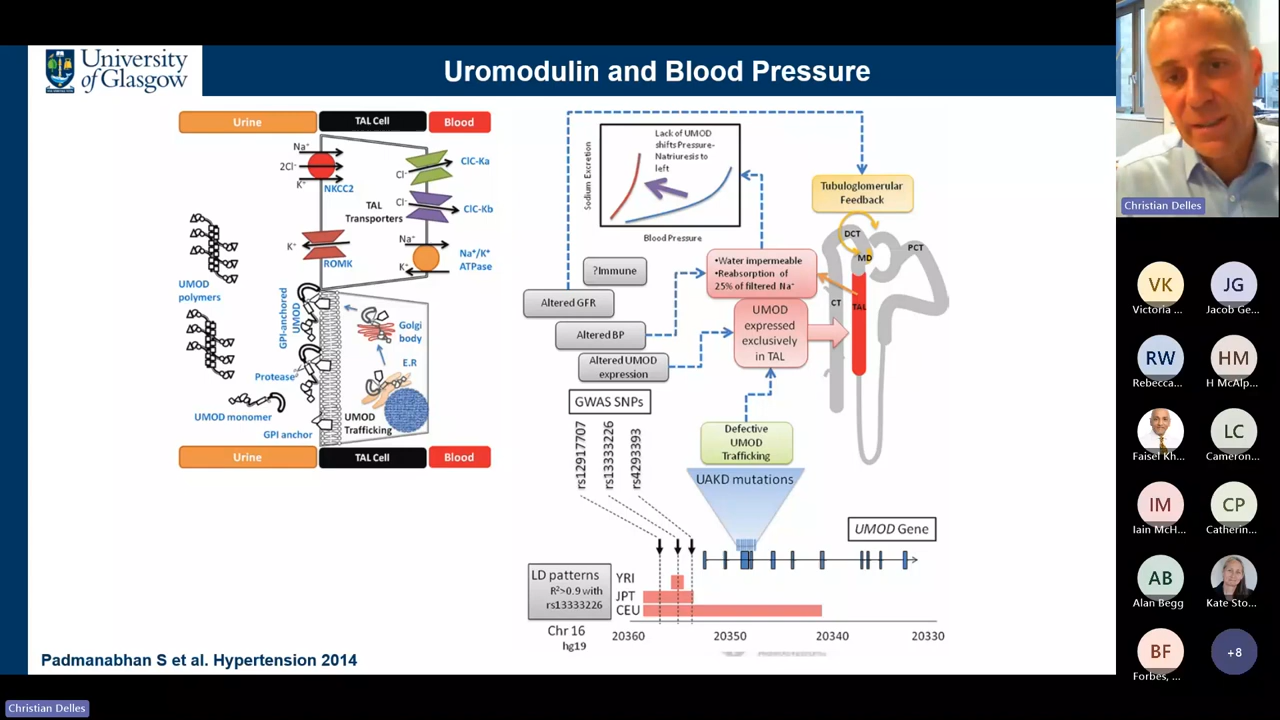 University
of Glasgow
Uromodulin and Blood Pressure
Urine
TAL Cell
Blood
Na⁺
2Cl⁻
K⁺
NKCC2
TAL
Transporters
Cl⁻
ClC-Ka
Cl⁻
ClC-Kb
K⁺
ROMK
Na⁺
K⁺
Na⁺/K⁺
ATPase
UMOD
polymers
GPI-anchored
UMOD
Golgi
body
E.R
Protease
UMOD monomer
GPI anchor
UMOD
Trafficking
Urine
TAL Cell
Blood
Sodium Excretion
Lack of UMOD
shifts Pressure-
Natriuresis to
left
Blood Pressure
Tubuloglomerular
Feedback
DCT
MD
PCT
CT
TAL
?Immune
Altered GFR
Altered BP
Altered UMOD
expression
•Water impermeable
•Reabsorption of
25% of filtered Na⁺
UMOD
expressed
exclusively
in TAL
GWAS SNPs
rs12917707
rs13333226
rs4293393
Defective
UMOD
Trafficking
UAKD mutations
UMOD Gene
LD patterns
R²>0.9 with
rs13333226
YRI
JPT
CEU
Chr 16
hg19
20360
20350
20340
20330
Padmanabhan S et al. Hypertension 2014
Christian Delles
Christian Delles
VK
Victoria ...
JG
Jacob Ge...
RW
Rebecca...
HM
H McAlp...
Faisel Kh...
LC
Cameron...
IM
Iain McH...
CP
Catherin...
AB
Alan Begg
Kate Sto...
BF
Forbes, ...
+8